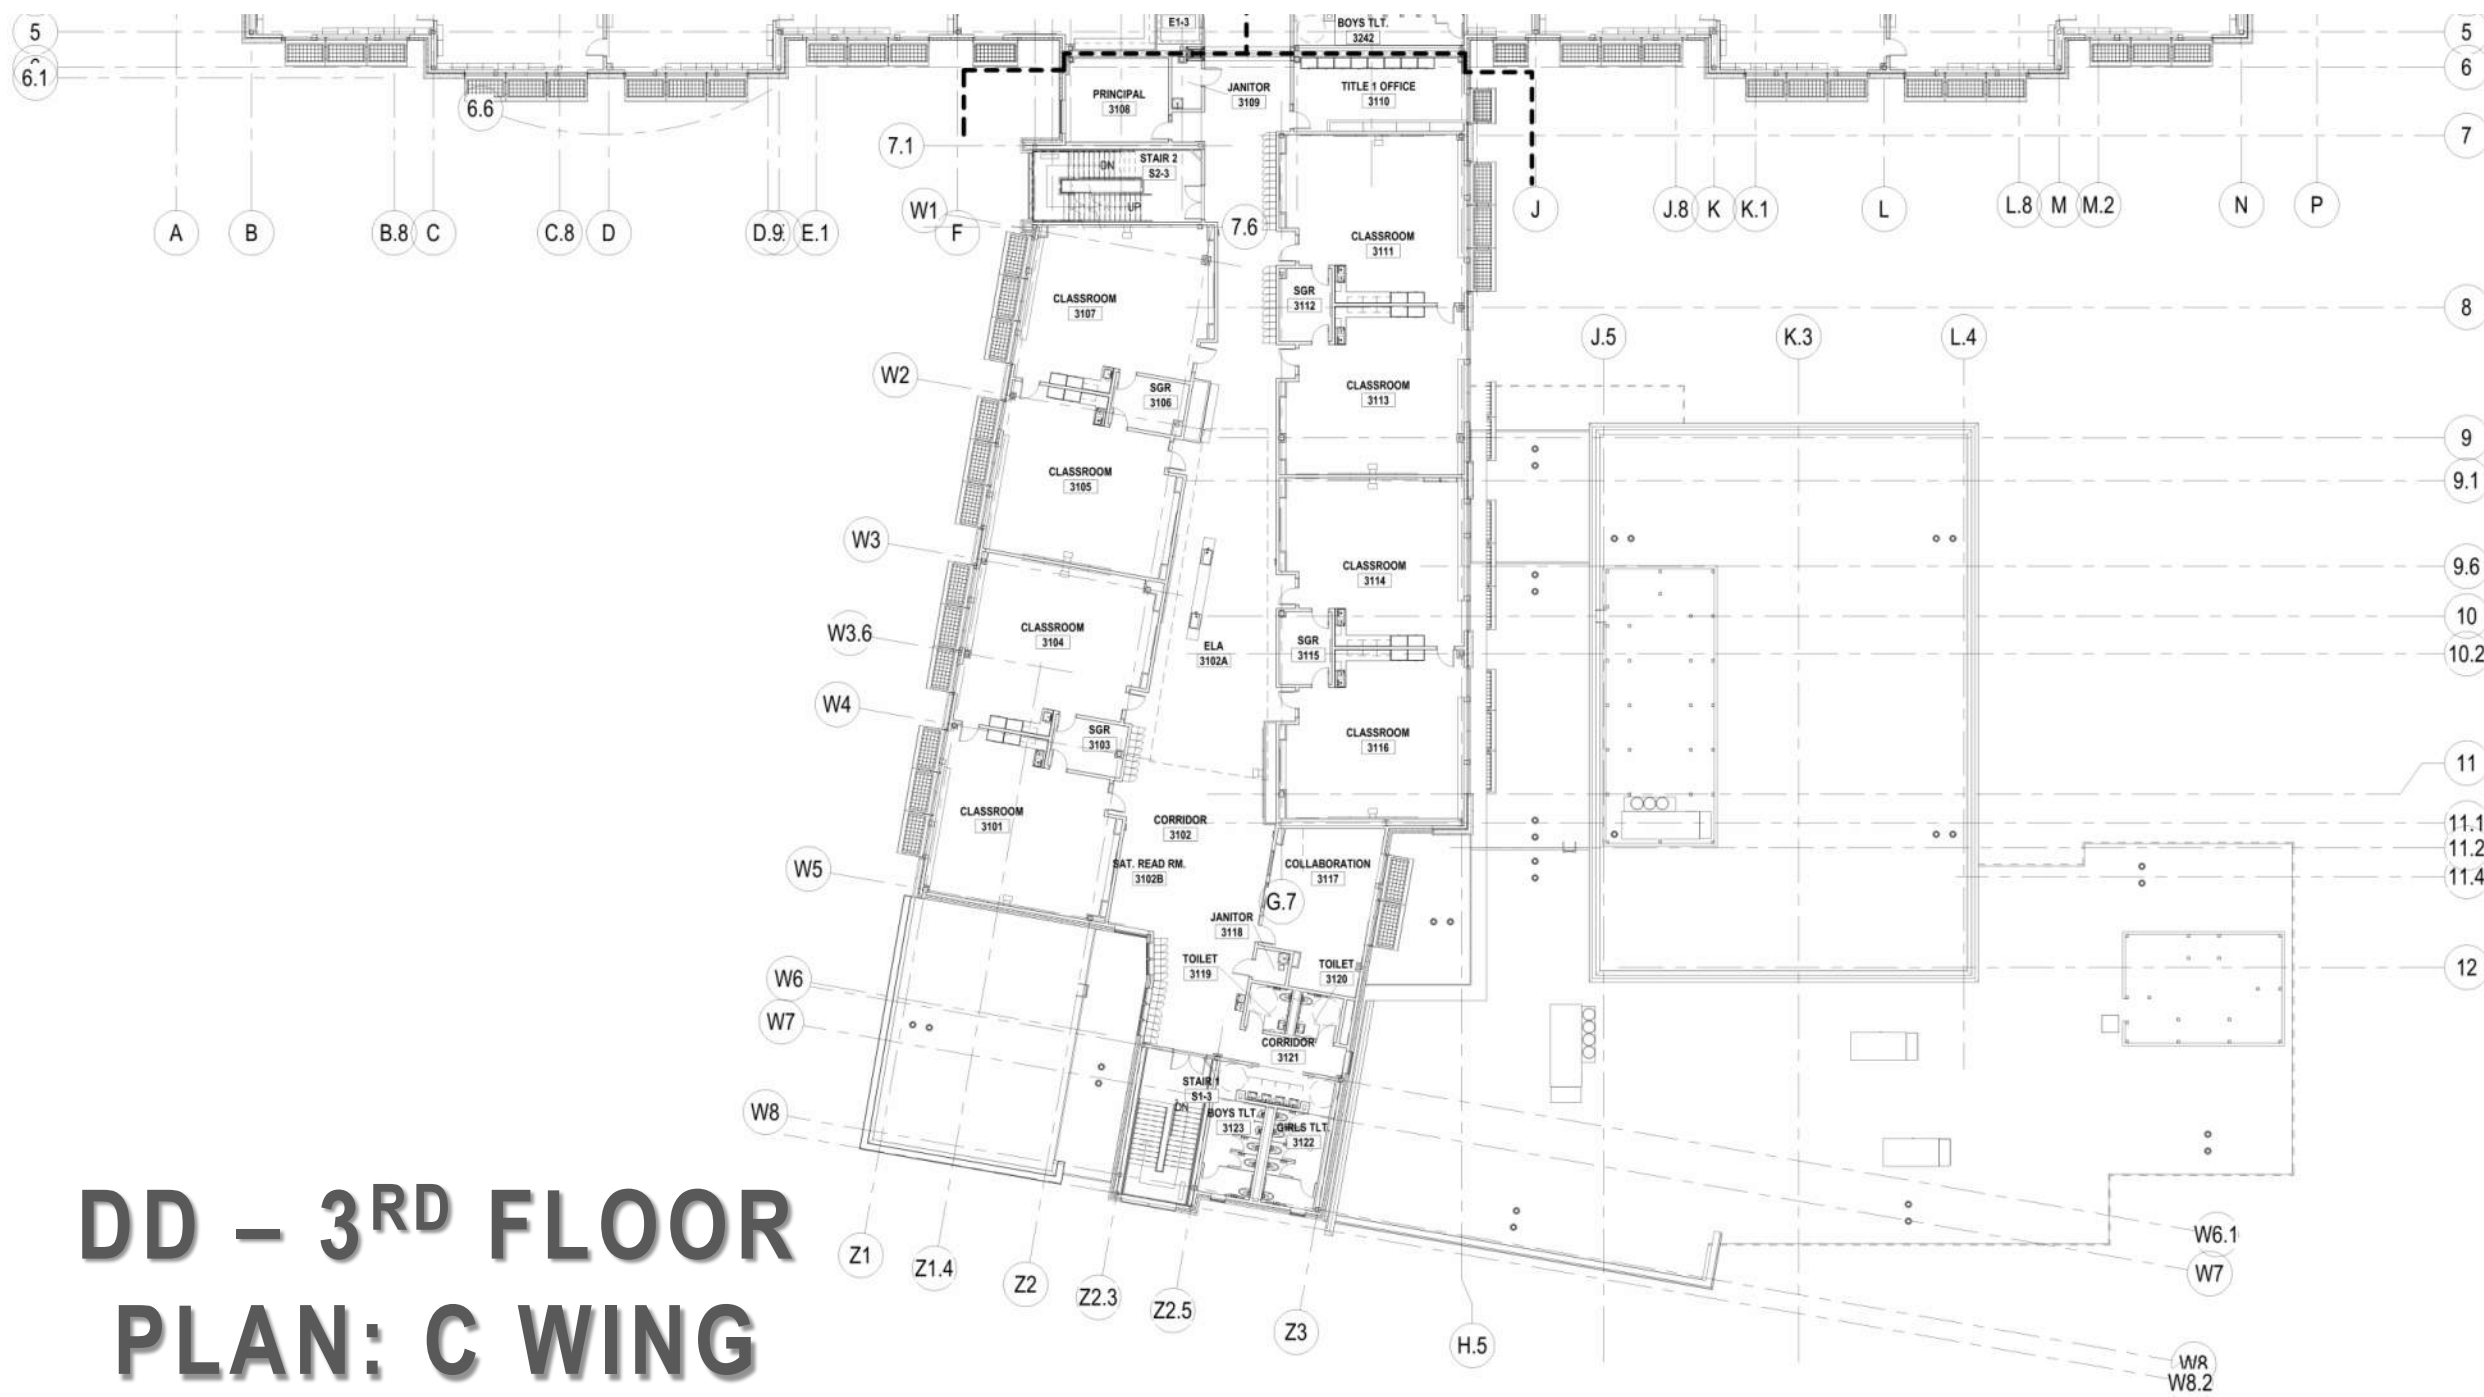 E1-3
BOYS TLT.
3242
5
5
6
6.1
6.6
PRINCIPAL
3108
JANITOR
3109
TITLE 1 OFFICE
3110
7
7.1
DN
STAIR 2
S2-3
UP
W1
7.6
A
B
B.8
C
C.8
D
E.1
F
J
J.8
K
K.1
L
L.8
M
M.2
N
P
CLASSROOM
3111
CLASSROOM
3107
SGR
3112
8
J.5
K.3
L.4
W2
SGR
3106
CLASSROOM
3113
9
CLASSROOM
3105
9.1
W3
CLASSROOM
3114
9.6
10
W3.6
CLASSROOM
3104
ELA
3102A
SGR
3115
10.2
W4
SGR
3103
CLASSROOM
3116
11
CLASSROOM
3101
CORRIDOR
3102
11.1
11.2
11.4
W5
SAT. READ RM.
3102B
COLLABORATION
3117
G.7
JANITOR
3118
TOILET
3119
TOILET
3120
12
W6
W7
CORRIDOR
3121
STAIR 1
S1-3
DN
W8
BOYS TLT.
3123
GIRLS TLT.
3122
DD – 3RD FLOOR
PLAN: C WING
Z1
Z1.4
Z2
Z2.3
Z2.5
Z3
H.5
W6.1
W7
W8
W8.2